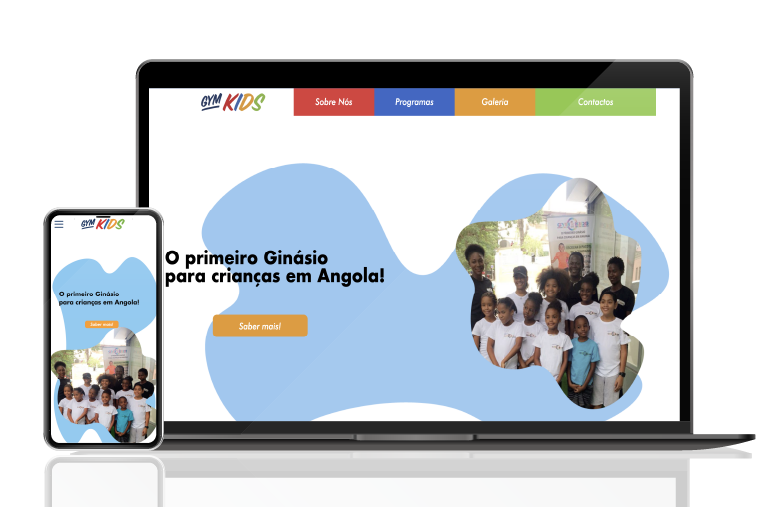 GYM KIDS
Sobre Nós
Programas
Galeria
Contactos
O primeiro Ginásio
para crianças em Angola!
Saber mais!
GYM KIDS
O primeiro Ginásio
para crianças em Angola!
Saber mais!